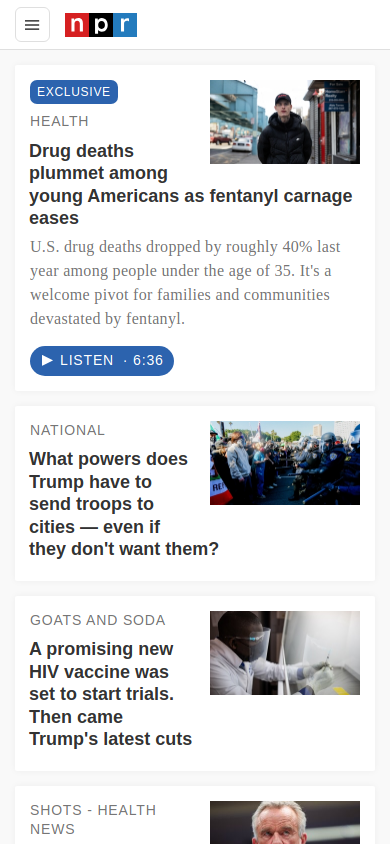 npr
EXCLUSIVE
HEALTH
Drug deaths
plummet among
young Americans as fentanyl carnage
eases
U.S. drug deaths dropped by roughly 40% last
year among people under the age of 35. It's a
welcome pivot for families and communities
devastated by fentanyl.
LISTEN · 6:36
NATIONAL
What powers does
Trump have to
send troops to
cities — even if
they don't want them?
GOATS AND SODA
A promising new
HIV vaccine was
set to start trials.
Then came
Trump's latest cuts
SHOTS - HEALTH
NEWS